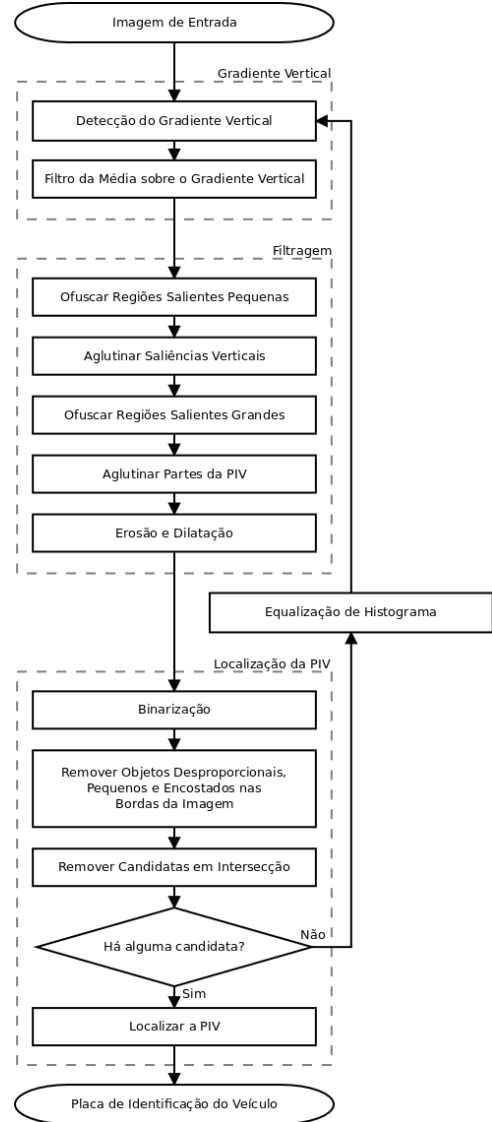 Imagem de Entrada
Gradiente Vertical
Detecção do Gradiente Vertical
Filtro da Média sobre o Gradiente Vertical
Filtragem
Ofuscar Regiões Salientes Pequenas
Aglutinar Saliências Verticais
Ofuscar Regiões Salientes Grandes
Aglutinar Partes da PIV
Erosão e Dilatação
Equalização de Histograma
Localização da PIV
Binarização
Remover Objetos Desproporcionais,
Pequenos e Encostados nas
Bordas da Imagem
Remover Candidatas em Intersecção
Há alguma candidata?
Não
Sim
Localizar a PIV
Placa de Identificação do Veículo